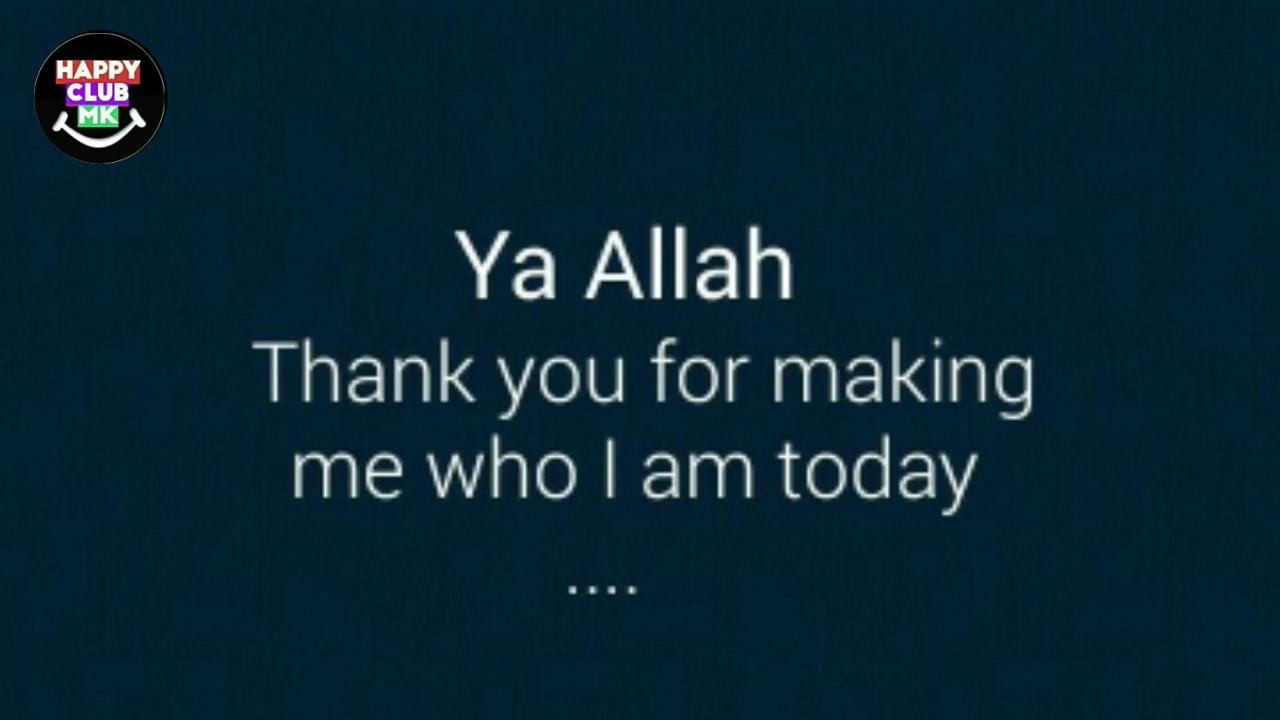 HAPPY
CLUB
MK
Ya Allah
Thank you for making
me who I am today
....